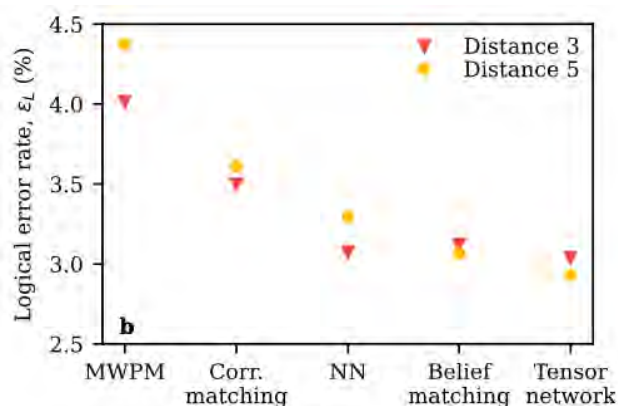 4.5
4.0
3.5
3.0
2.5
Logical error rate, ε_L (%)
Distance 3
Distance 5
b
MWPM
Corr.
matching
NN
Belief
matching
Tensor
network